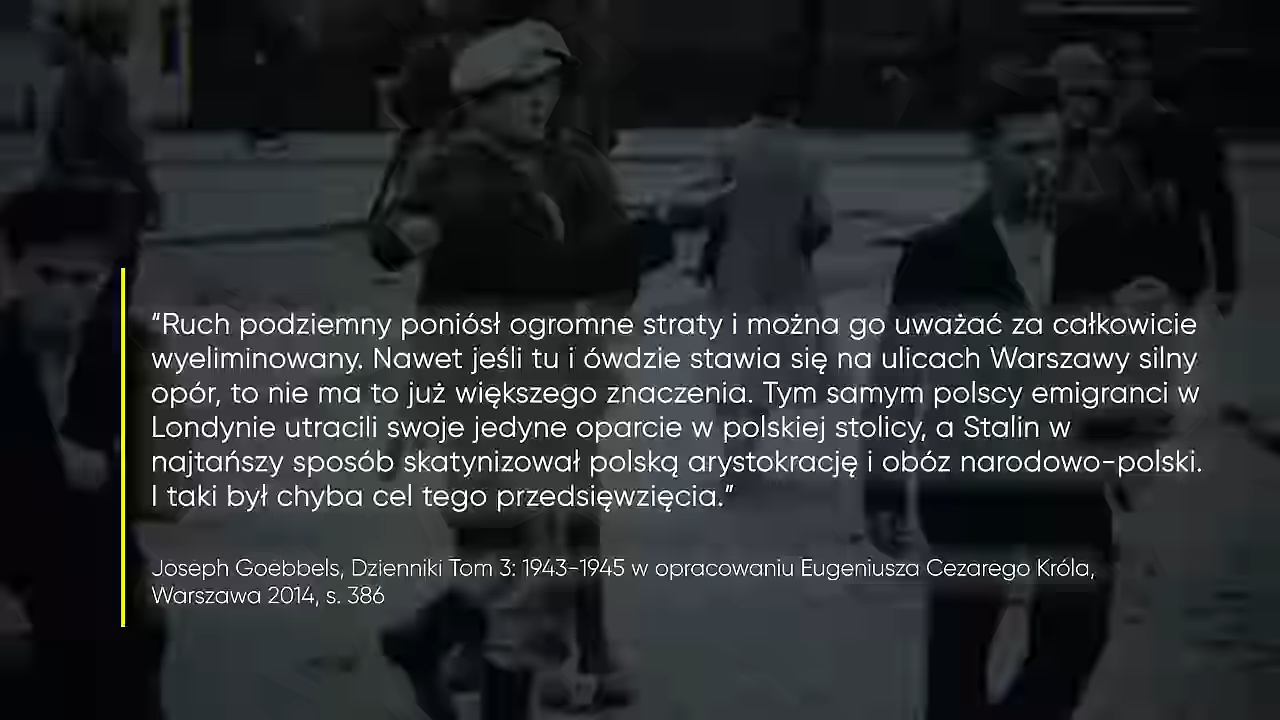 “Ruch podziemny poniósł ogromne straty i można go uważać za całkowicie
wyeliminowany. Nawet jeśli tu i ówdzie stawia się na ulicach Warszawy silny
opór, to nie ma to już większego znaczenia. Tym samym polscy emigranci w
Londynie utracili swoje jedyne oparcie w polskiej stolicy, a Stalin w
najtańszy sposób skatynizował polską arystokrację i obóz narodowo-polski.
I taki był chyba cel tego przedsięwzięcia.”
Joseph Goebbels, Dzienniki Tom 3: 1943-1945 w opracowaniu Eugeniusza Cezarego Króla,
Warszawa 2014, s. 386